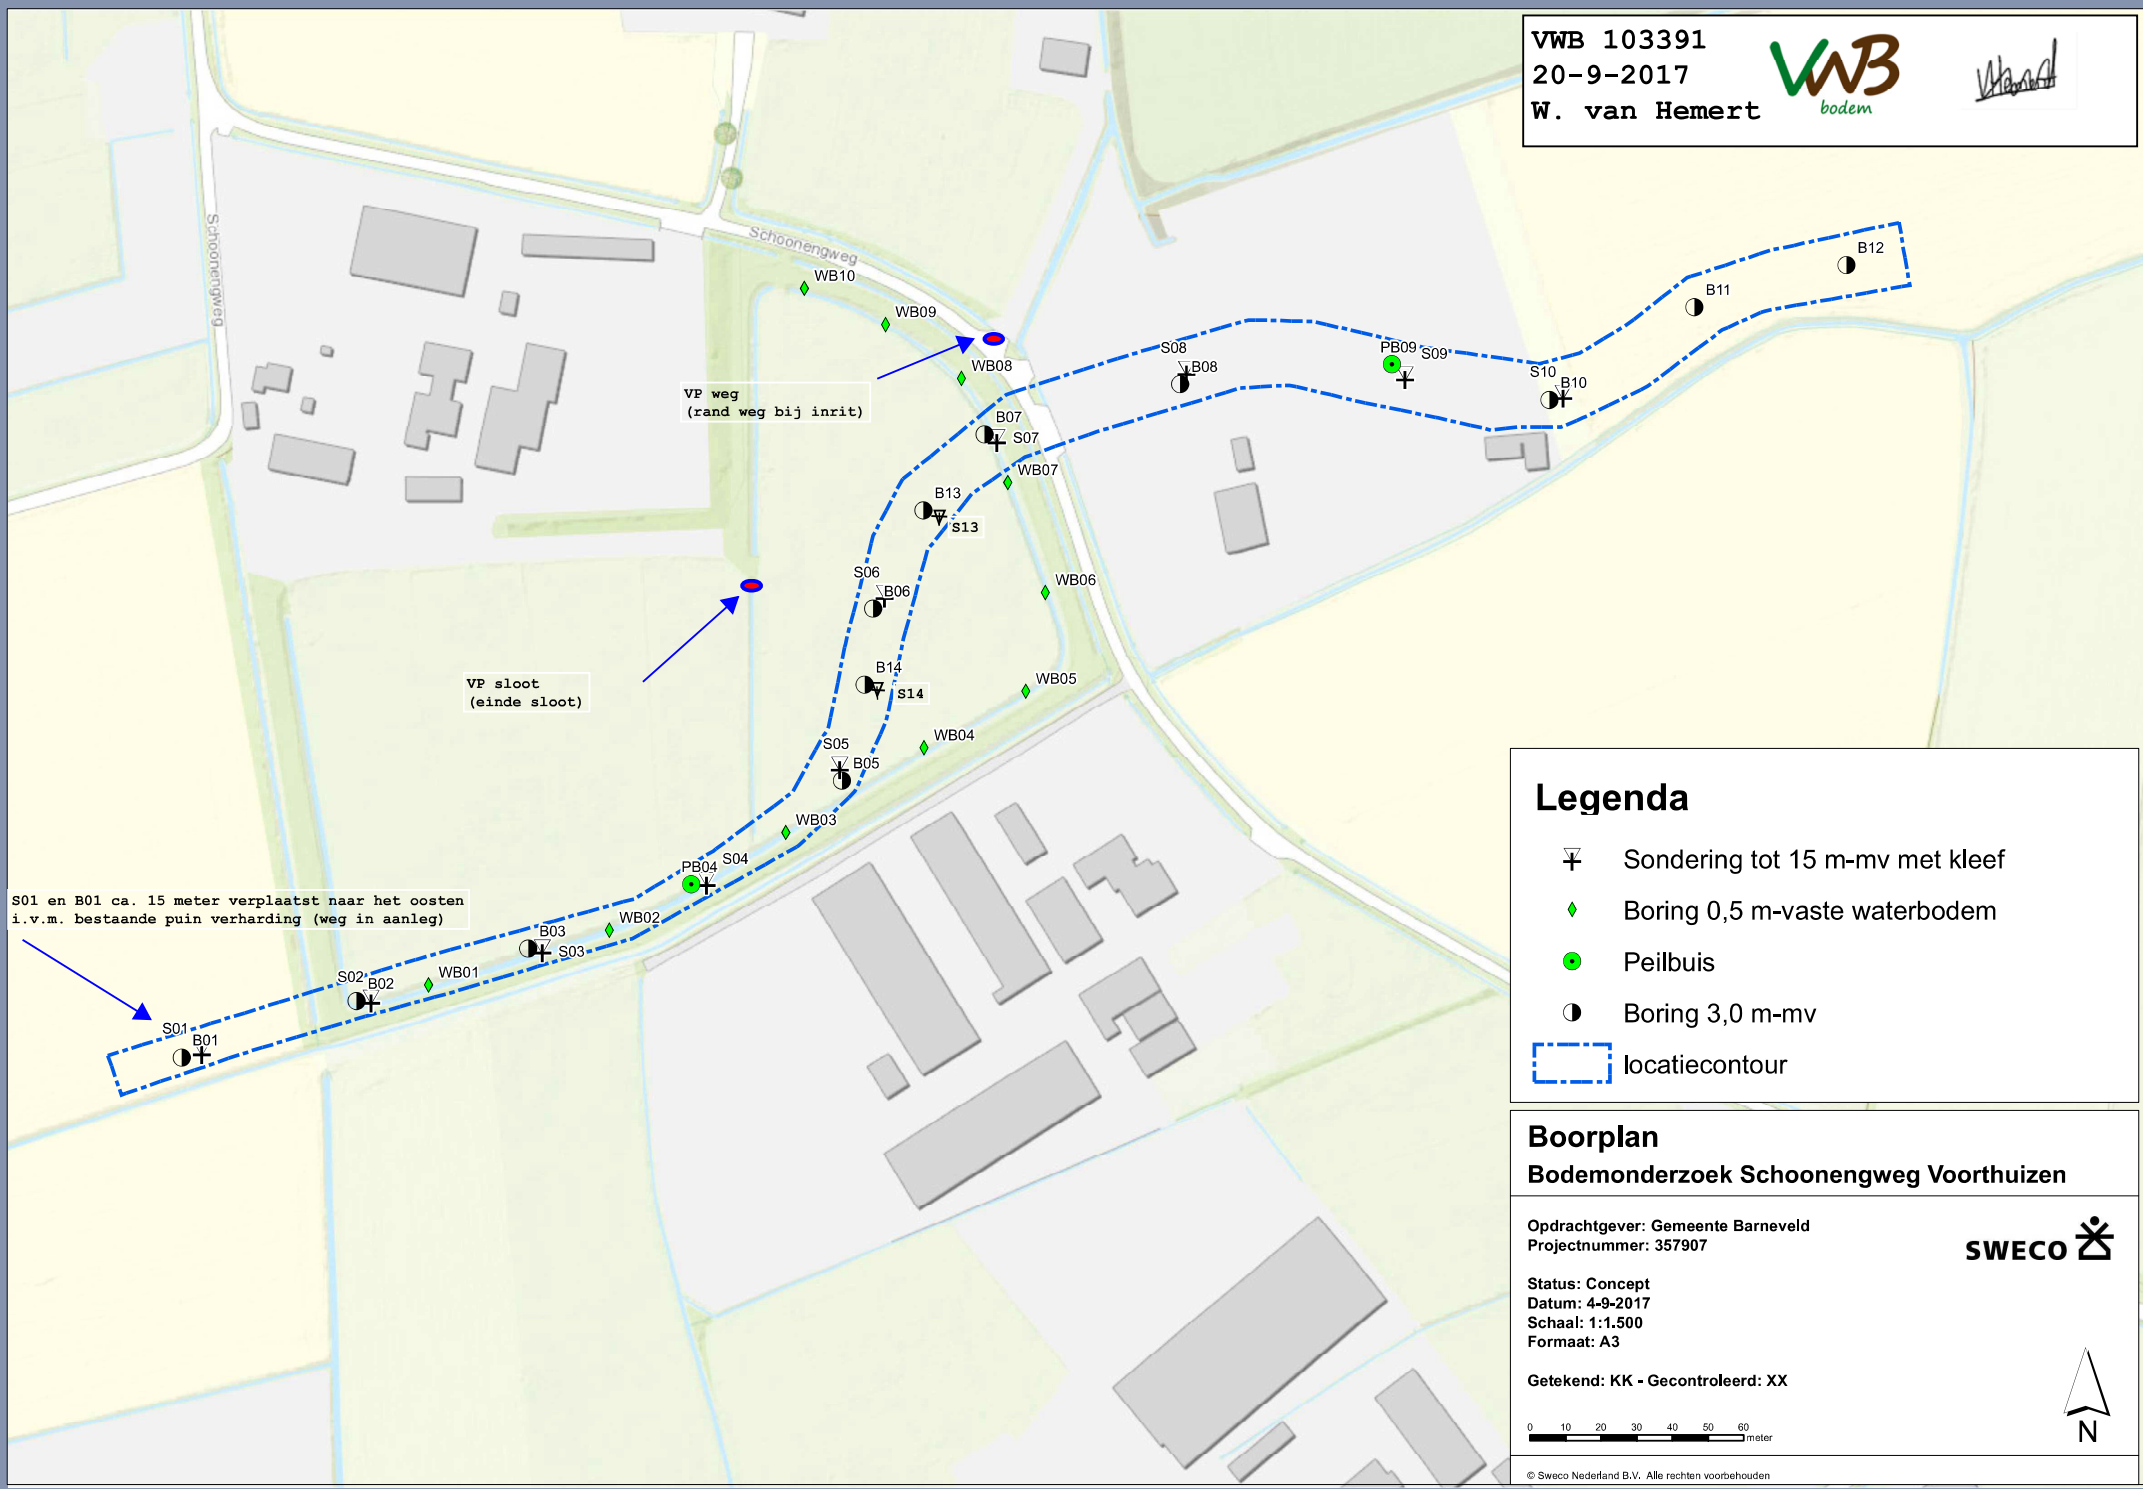 VWB 103391
20-9-2017
W. van Hemert
VWB
bodem
Schoonengweg
Schoonengweg
WB10
WB09
WB08
VP weg
(rand weg bij inrit)
S08
B08
PB09
S09
S10
B10
B11
B12
B07
S07
WB07
B13
S13
S06
B06
WB06
B14
S14
WB05
VP sloot
(einde sloot)
WB04
S05
B05
WB03
S04
PB04
S01 en B01 ca. 15 meter verplaatst naar het oosten
i.v.m. bestaande puin verharding (weg in aanleg)
WB02
B03
S03
WB01
S02
B02
S01
B01
Legenda
Sondering tot 15 m-mv met kleef
Boring 0,5 m-vaste waterbodem
Peilbuis
Boring 3,0 m-mv
locatiecontour
Boorplan
Bodemonderzoek Schoonengweg Voorthuizen
Opdrachtgever: Gemeente Barneveld
Projectnummer: 357907
SWECO
Status: Concept
Datum: 4-9-2017
Schaal: 1:1.500
Formaat: A3
Getekend: KK - Gecontroleerd: XX
0 10 20 30 40 50 60
meter
N
© Sweco Nederland B.V. Alle rechten voorbehouden